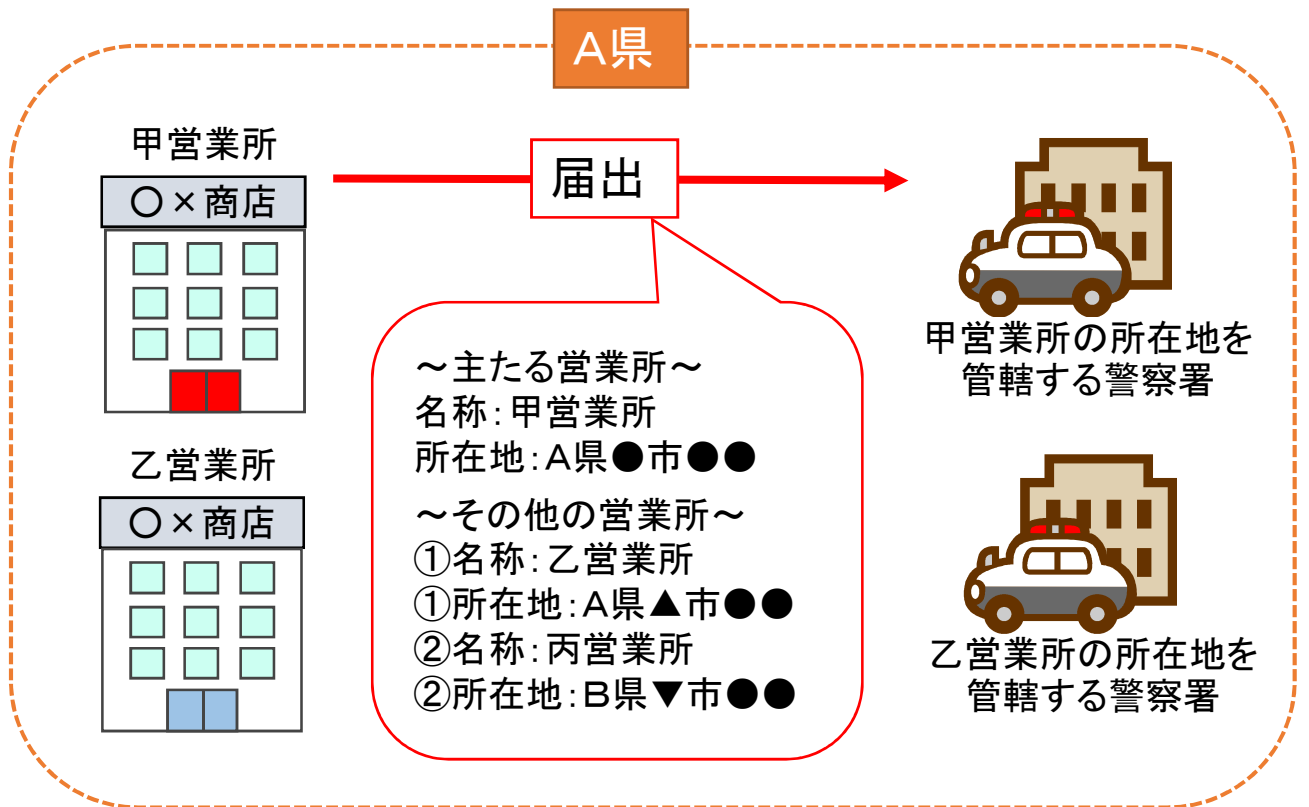 A県
甲営業所
〇×商店
届出
~主たる営業所~
名称:甲営業所
所在地:A県●市●●
~その他の営業所~
①名称:乙営業所
①所在地:A県▲市●●
②名称:丙営業所
②所在地:B県▼市●●
甲営業所の所在地を
管轄する警察署
乙営業所
〇×商店
乙営業所の所在地を
管轄する警察署